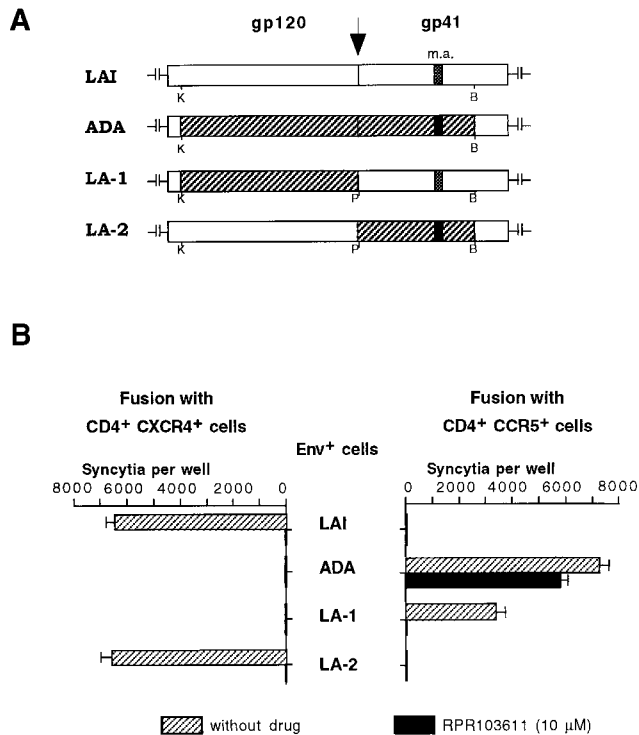 A
gp120 gp41
m.a.
LAI
K B
ADA
K B
LA-1
K P B
LA-2
K P B
B
Fusion with
CD4+ CXCR4+ cells
Fusion with
CD4+ CCR5+ cells
Env+ cells
Syncytia per well
Syncytia per well
8000 6000 4000 2000 0
0 2000 4000 6000 8000
LAI
ADA
LA-1
LA-2
without drug
RPR103611 (10 µM)